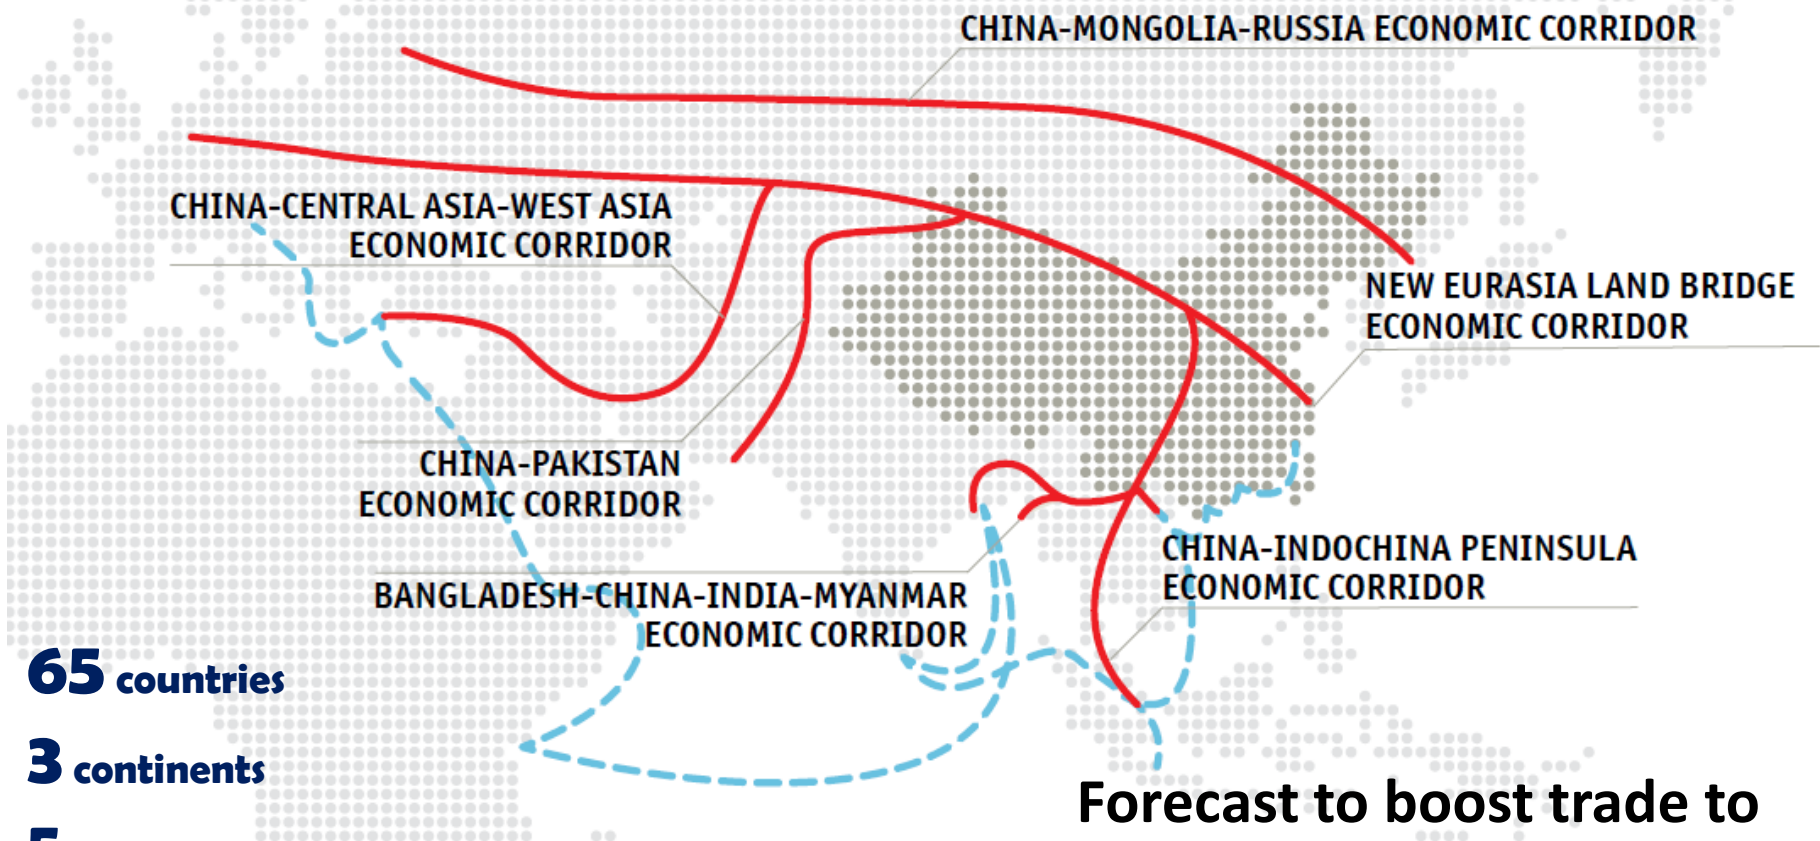 CHINA-MONGOLIA-RUSSIA ECONOMIC CORRIDOR
CHINA-CENTRAL ASIA-WEST ASIA
ECONOMIC CORRIDOR
NEW EURASIA LAND BRIDGE
ECONOMIC CORRIDOR
CHINA-PAKISTAN
ECONOMIC CORRIDOR
CHINA-INDOCHINA PENINSULA
ECONOMIC CORRIDOR
BANGLADESH-CHINA-INDIA-MYANMAR
ECONOMIC CORRIDOR
65 countries
3 continents
Forecast to boost trade to